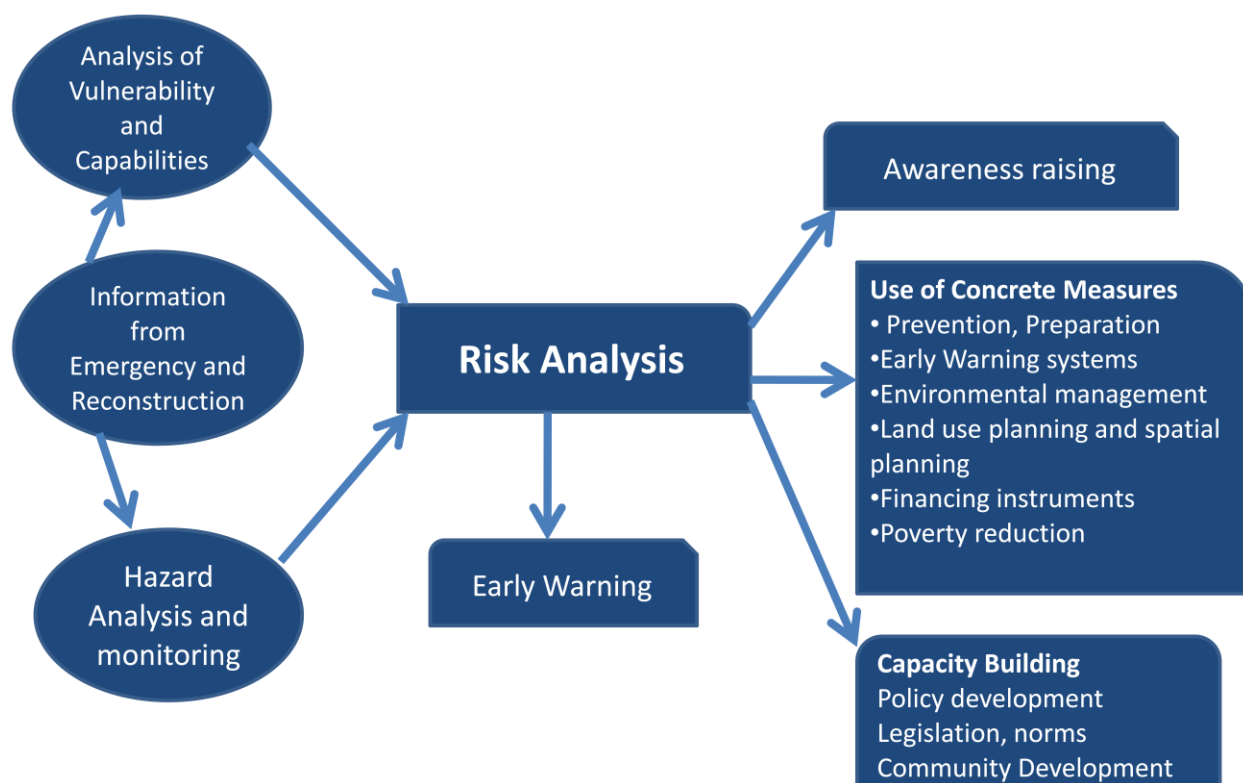 Analysis of
Vulnerability
and
Capabilities
Information
from
Emergency and
Reconstruction
Hazard
Analysis and
monitoring
Risk Analysis
Early Warning
Awareness raising
Use of Concrete Measures
• Prevention, Preparation
•Early Warning systems
•Environmental management
•Land use planning and spatial
planning
•Financing instruments
•Poverty reduction
Capacity Building
Policy development
Legislation, norms
Community Development